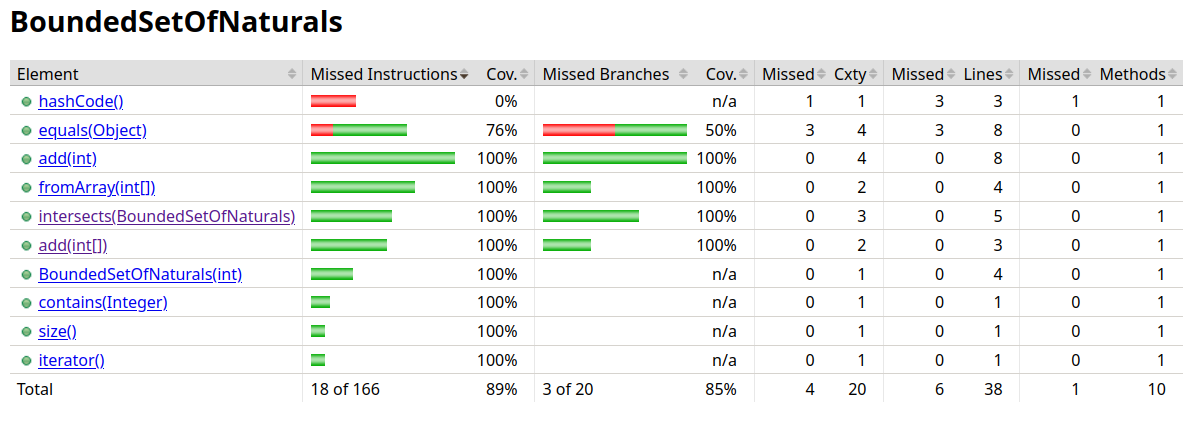 BoundedSetOfNaturals
Element Missed Instructions Cov. Missed Branches Cov. Missed Cxty Missed Lines Missed Methods
hashCode() 0% n/a 1 1 3 3 1 1
equals(Object) 76% 50% 3 4 3 8 0 1
add(int) 100% 100% 0 4 0 8 0 1
fromArray(int[]) 100% 100% 0 2 0 4 0 1
intersects(BoundedSetOfNaturals) 100% 100% 0 3 0 5 0 1
add(int[]) 100% 100% 0 2 0 3 0 1
BoundedSetOfNaturals(int) 100% n/a 0 1 0 4 0 1
contains(Integer) 100% n/a 0 1 0 1 0 1
size() 100% n/a 0 1 0 1 0 1
iterator() 100% n/a 0 1 0 1 0 1
Total 18 of 166 89% 3 of 20 85% 4 20 6 38 1 10